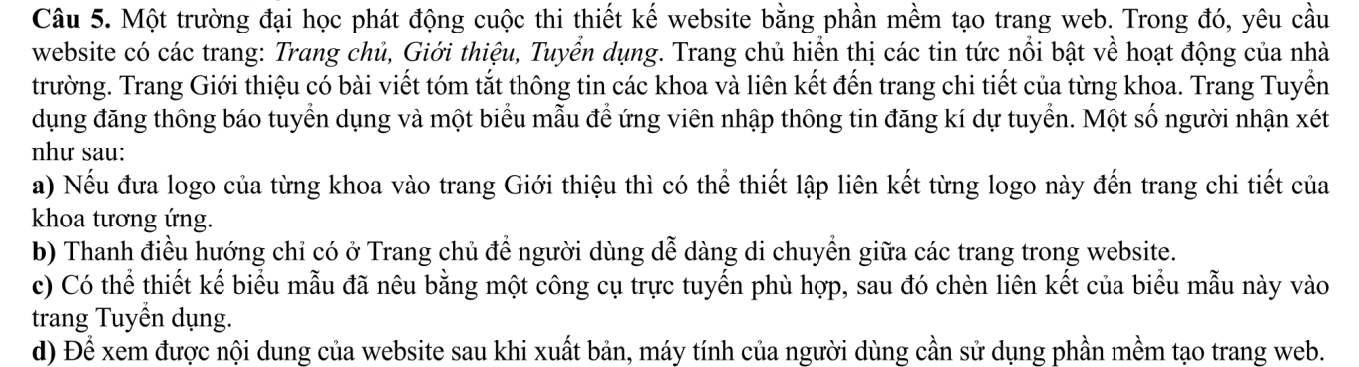 Câu 5. Một trường đại học phát động cuộc thi thiết kế website bằng phần mềm tạo trang web. Trong đó, yêu cầu
website có các trang: Trang chủ, Giới thiệu, Tuyển dụng. Trang chủ hiển thị các tin tức nổi bật về hoạt động của nhà
trường. Trang Giới thiệu có bài viết tóm tắt thông tin các khoa và liên kết đến trang chi tiết của từng khoa. Trang Tuyển
dụng đăng thông báo tuyển dụng và một biểu mẫu để ứng viên nhập thông tin đăng kí dự tuyển. Một số người nhận xét
như sau:
a) Nếu đưa logo của từng khoa vào trang Giới thiệu thì có thể thiết lập liên kết từng logo này đến trang chi tiết của
khoa tương ứng.
b) Thanh điều hướng chỉ có ở Trang chủ để người dùng dễ dàng di chuyển giữa các trang trong website.
c) Có thể thiết kế biểu mẫu đã nêu bằng một công cụ trực tuyến phù hợp, sau đó chèn liên kết của biểu mẫu này vào
trang Tuyển dụng.
d) Để xem được nội dung của website sau khi xuất bản, máy tính của người dùng cần sử dụng phần mềm tạo trang web.